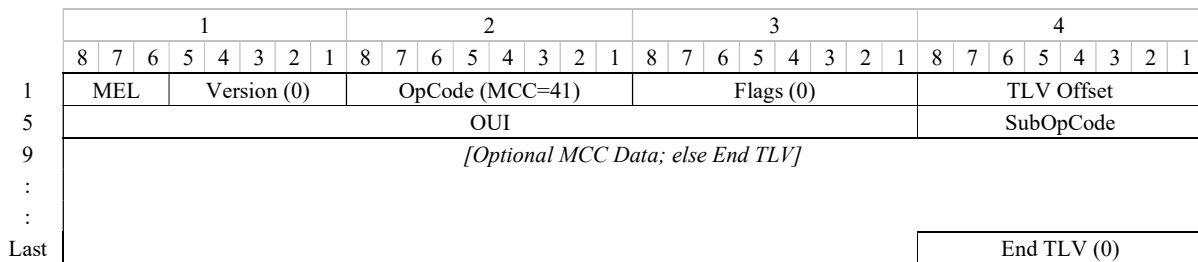 1 2 3 4
8 7 6 5 4 3 2 1 8 7 6 5 4 3 2 1 8 7 6 5 4 3 2 1 8 7 6 5 4 3 2 1
1 MEL Version (0) OpCode (MCC=41) Flags (0) TLV Offset
5 OUI SubOpCode
9 [Optional MCC Data; else End TLV]
:
:
Last End TLV (0)